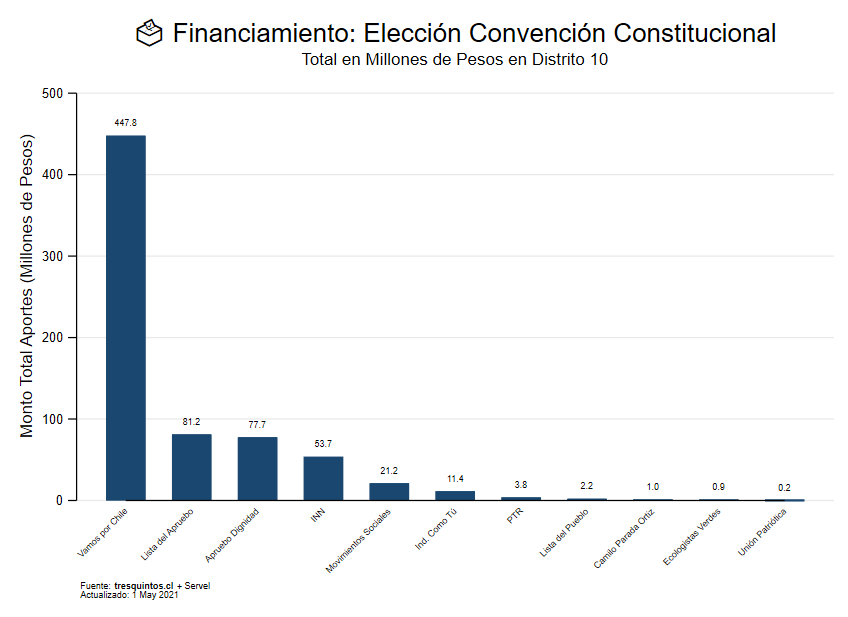 Financiamiento: Elección Convención Constitucional
Total en Millones de Pesos en Distrito 10
Monto Total Aportes (Millones de Pesos)
500
400
300
200
100
0
447.8
81.2
77.7
53.7
21.2
11.4
3.8
2.2
1.0
0.9
0.2
Vamos por Chile
Lista del Apruebo
Apruebo Dignidad
INN
Movimientos Sociales
Ind. Como Tú
PTR
Lista del Pueblo
Camilo Parada Ortiz
Ecologistas Verdes
Unión Patriótica
Fuente: tresquintos.cl + Servel
Actualizado: 1 May 2021